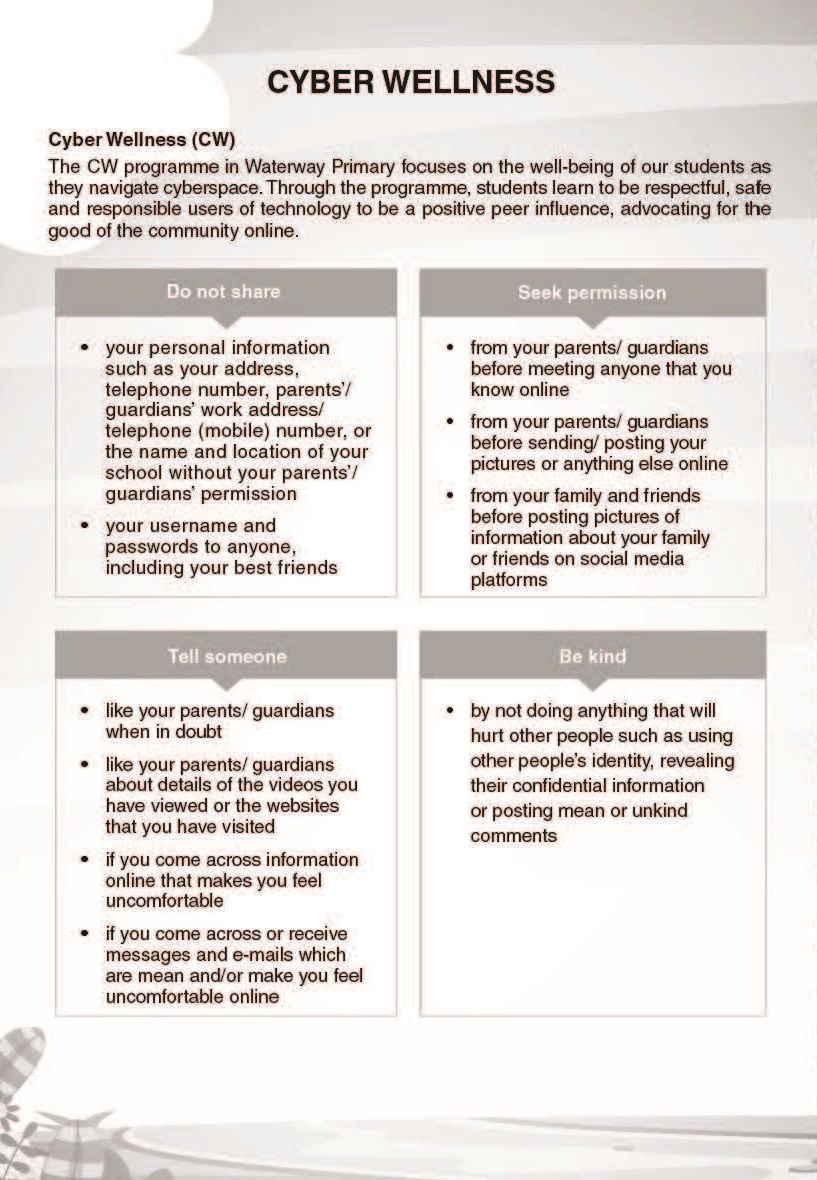 CYBER WELLNESS
Cyber Wellness (CW)
The CW programme in Waterway Primary focuses on the well-being of our students as
they navigate cyberspace. Through the programme, students learn to be respectful, safe
and responsible users of technology to be a positive peer influence, advocating for the
good of the community online.
Do not share
• your personal information
such as your address,
telephone number, parents'/
guardians' work address/
telephone (mobile) number, or
the name and location of your
school without your parents'/
guardians' permission
• your username and
passwords to anyone,
including your best friends
Seek permission
• from your parents/ guardians
before meeting anyone that you
know online
• from your parents/ guardians
before sending/ posting your
pictures or anything else online
• from your family and friends
before posting pictures of
information about your family
or friends on social media
platforms
Tell someone
• like your parents/ guardians
when in doubt
• like your parents/ guardians
about details of the videos you
have viewed or the websites
that you have visited
• if you come across information
online that makes you feel
uncomfortable
• if you come across or receive
messages and e-mails which
are mean and/or make you feel
uncomfortable online
Be kind
• by not doing anything that will
hurt other people such as using
other people's identity, revealing
their confidential information
or posting mean or unkind
comments